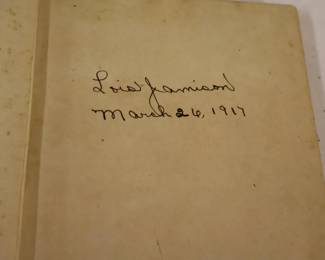 Lois Jamison
March 26, 1917